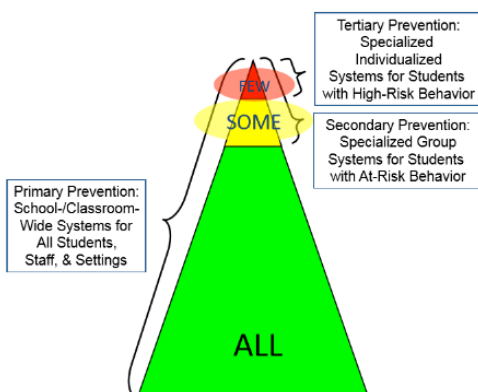 Tertiary Prevention:
Specialized
Individualized
Systems for Students
with High-Risk Behavior
FEW
SOME
Secondary Prevention:
Specialized Group
Systems for Students
with At-Risk Behavior
Primary Prevention:
School-/Classroom-
Wide Systems for
All Students,
Staff, & Settings
ALL